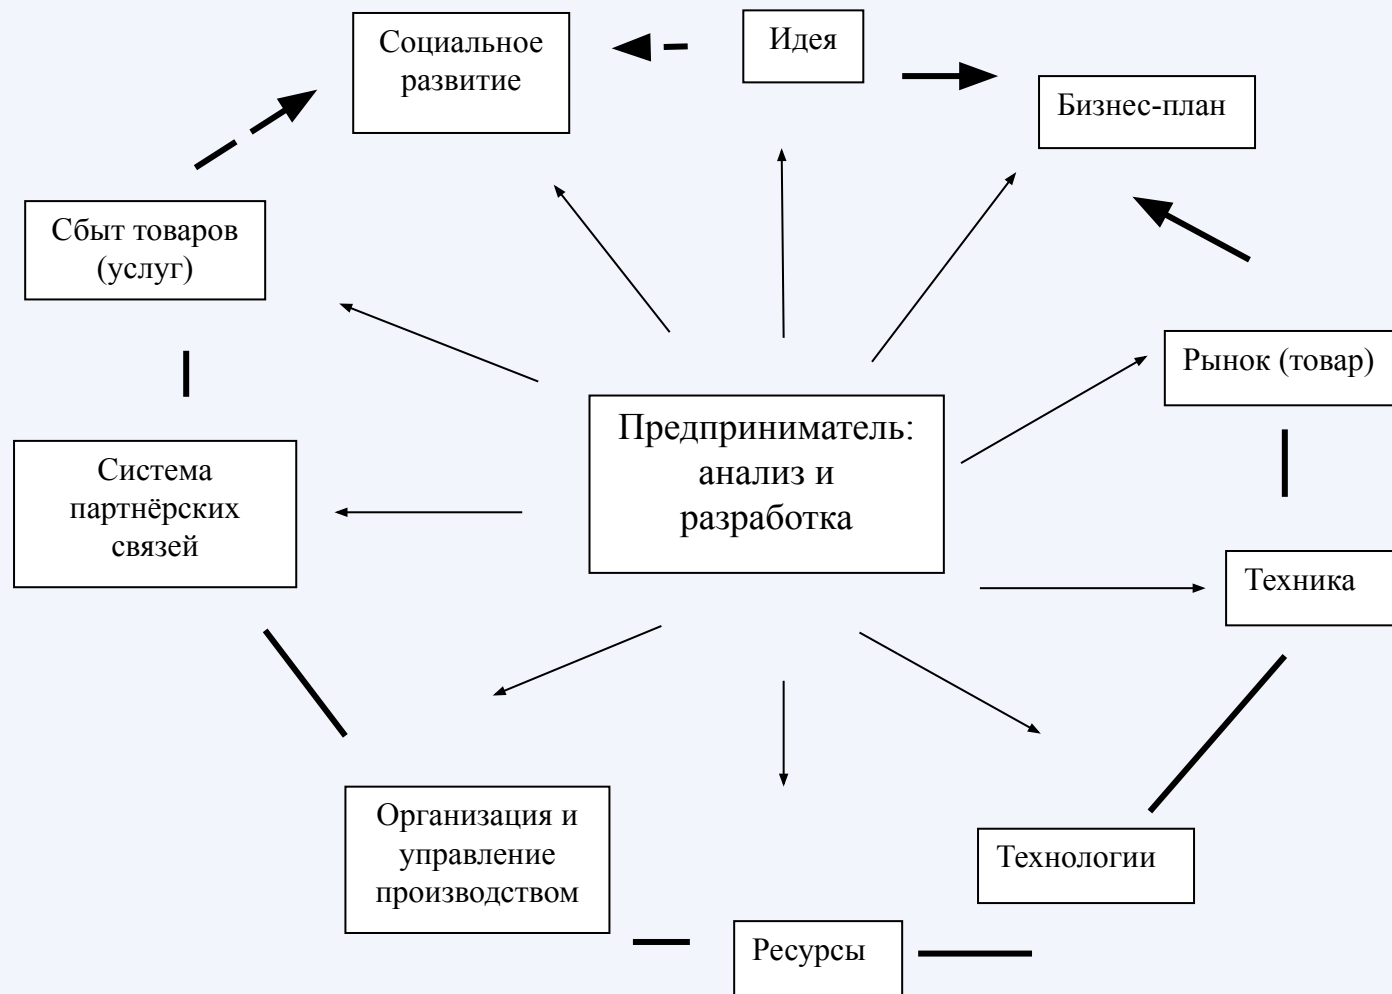 Социальное
развитие
Идея
Бизнес-план
Сбыт товаров
(услуг)
Рынок (товар)
Предприниматель:
анализ и
разработка
Система
партнёрских
связей
Техника
Организация и
управление
производством
Технологии
Ресурсы